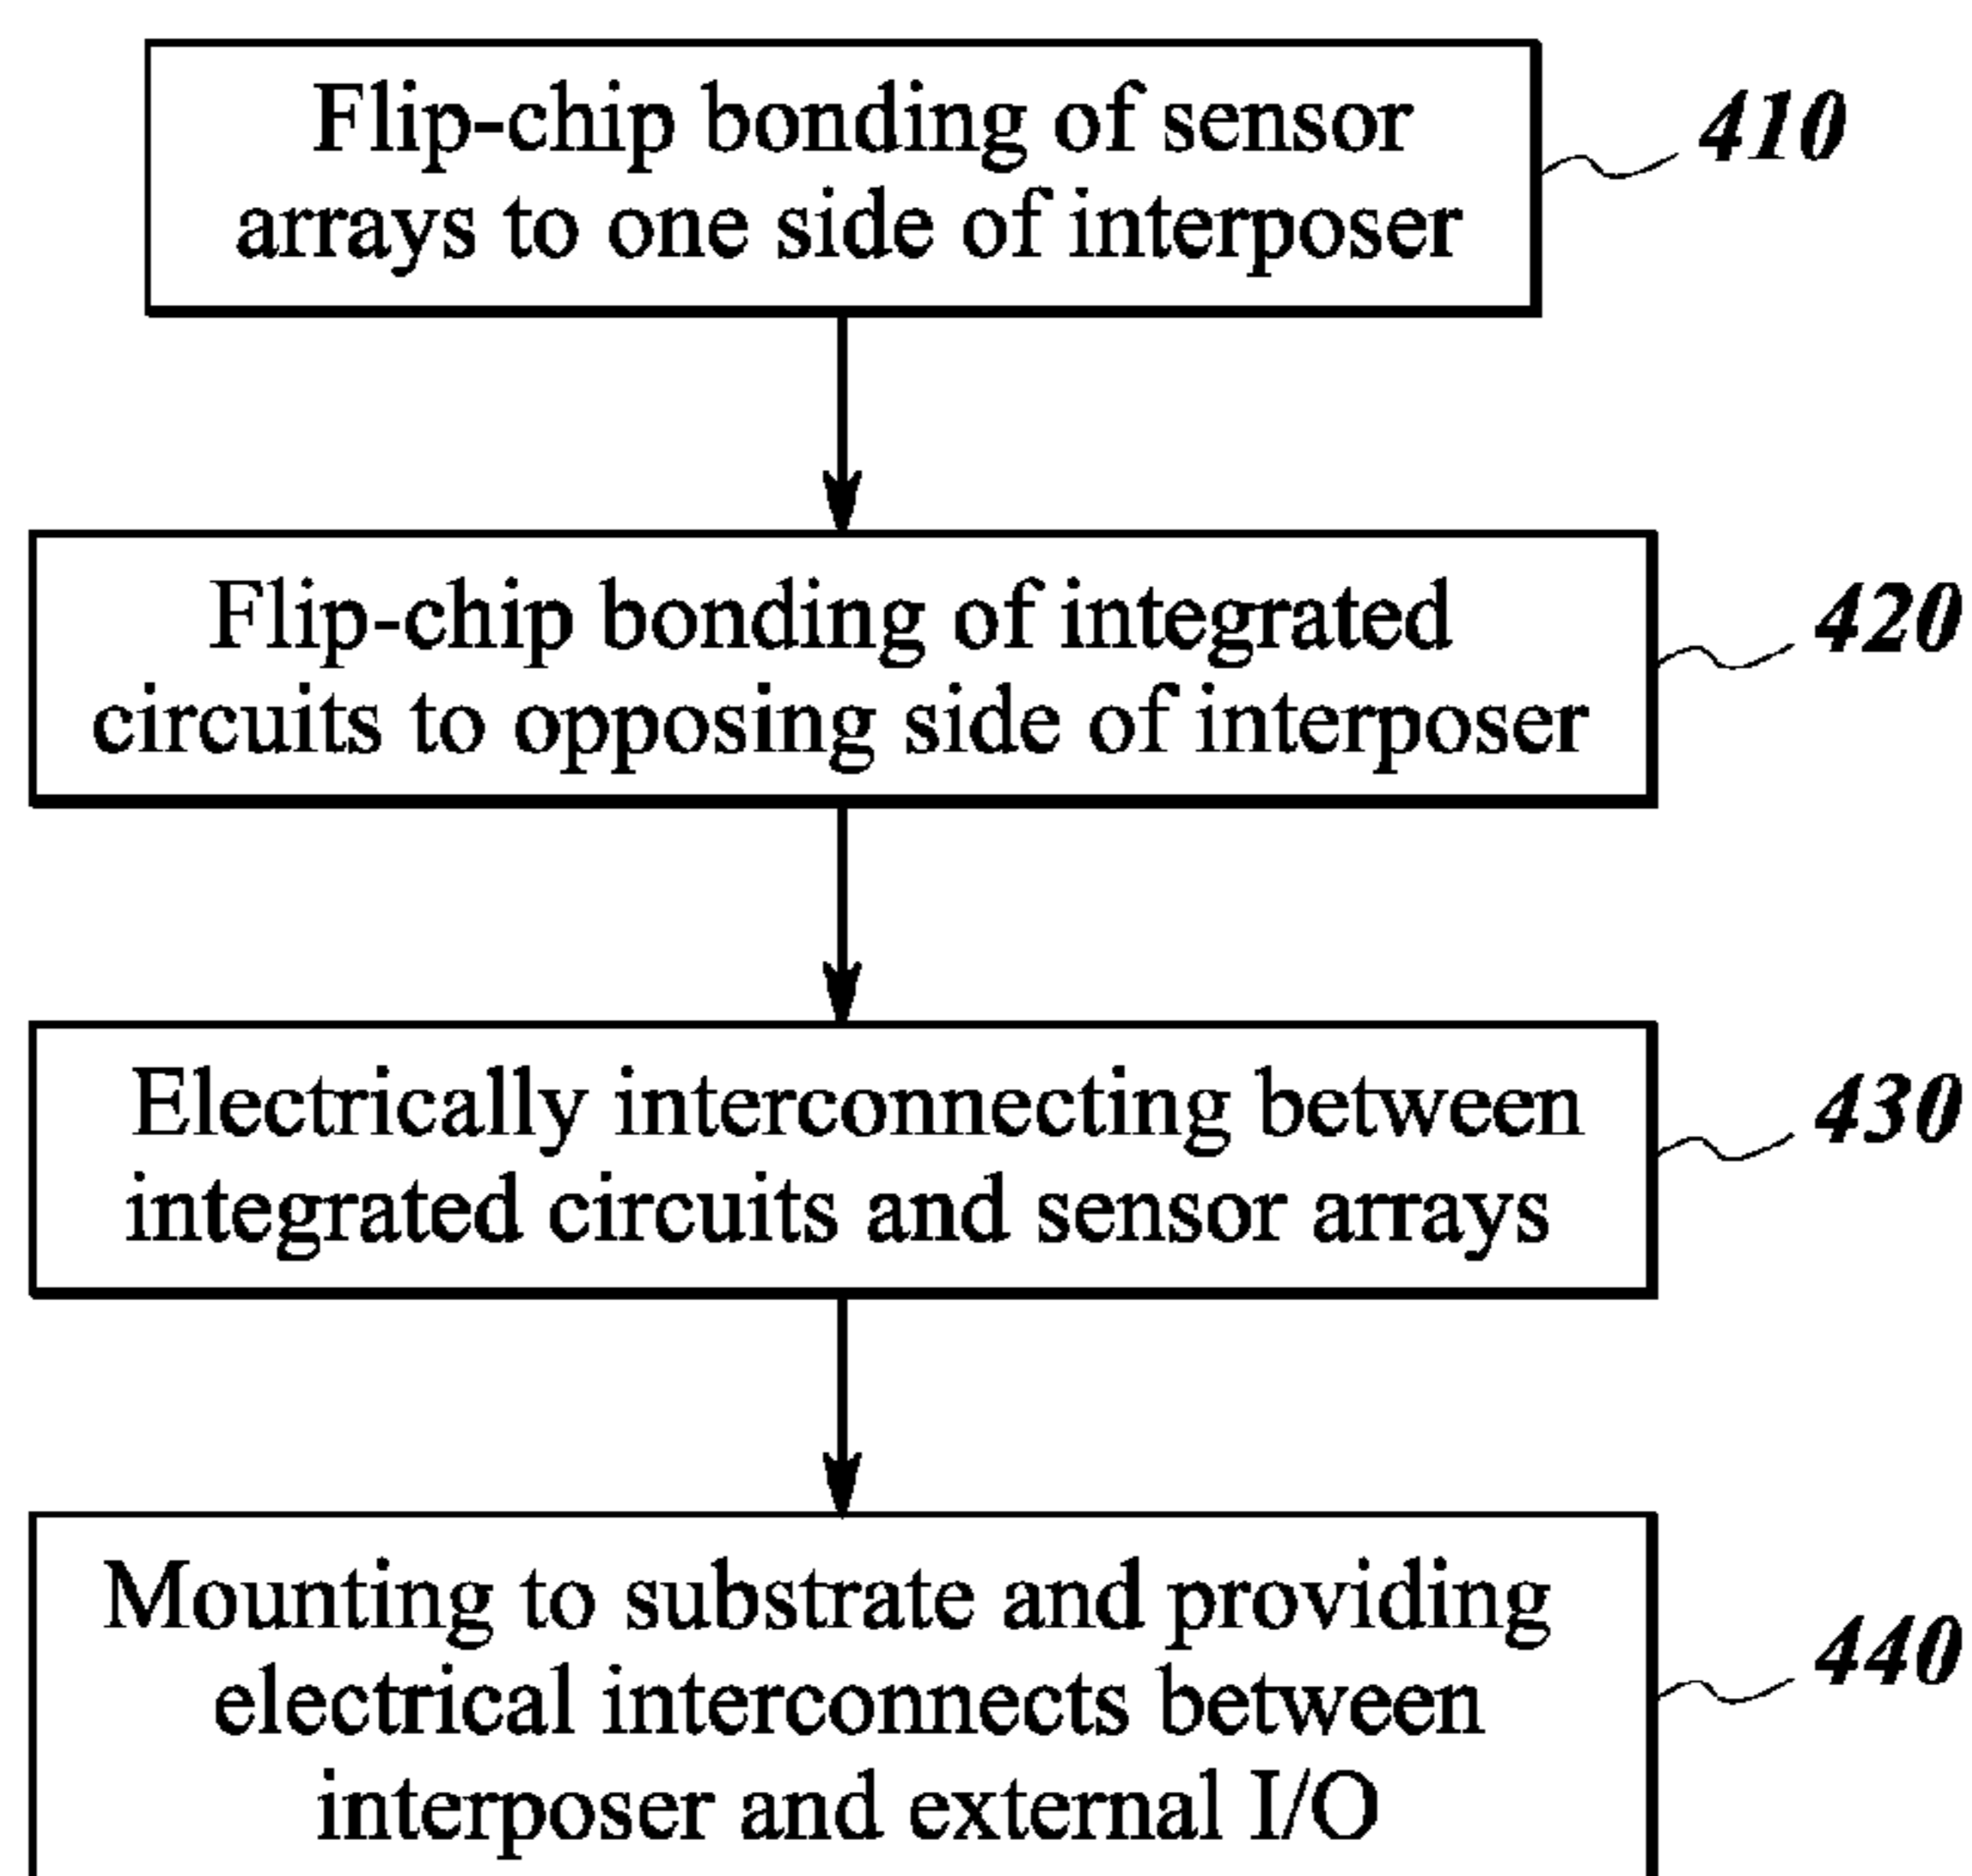 Flip-chip bonding of sensor
arrays to one side of interposer
410
Flip-chip bonding of integrated
circuits to opposing side of interposer
420
Electrically interconnecting between
integrated circuits and sensor arrays
430
Mounting to substrate and providing
electrical interconnects between
interposer and external I/O
440